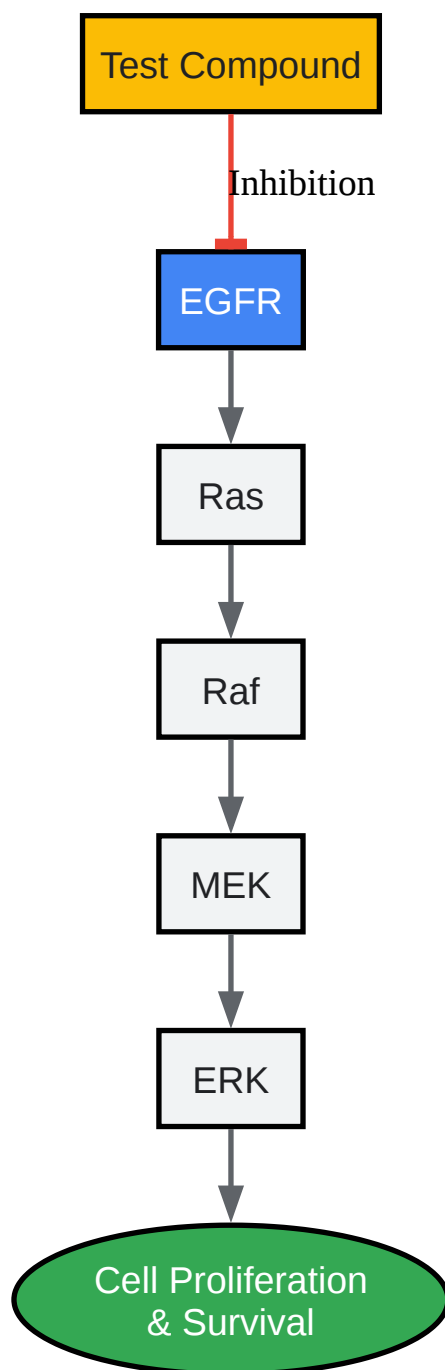 Test Compound
Inhibition
EGFR
Ras
Raf
MEK
ERK
Cell Proliferation
& Survival